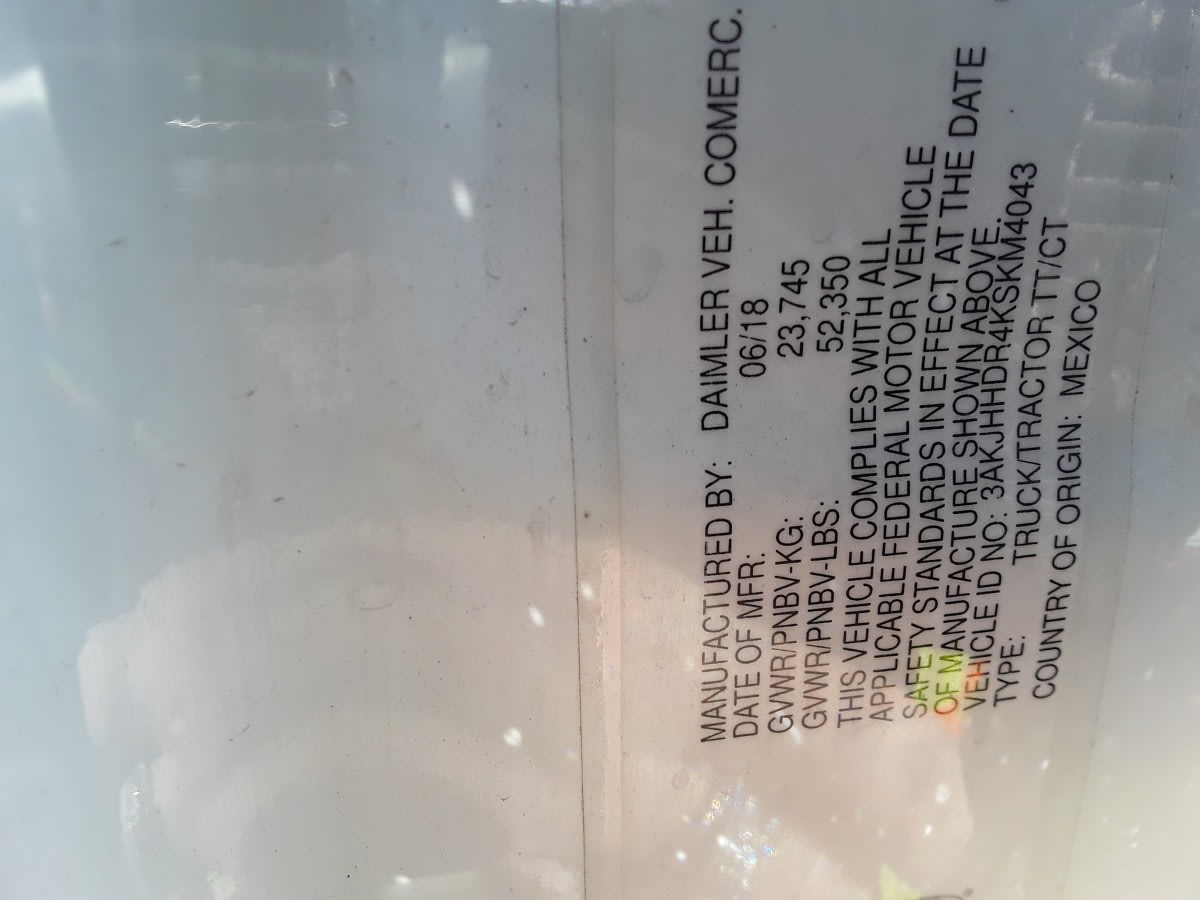 MANUFACTURED BY: DAIMLER VEH. COMERC.
DATE OF MFR: 06/18
GVWR/PNBV-KG: 23,745
GVWR/PNBV-LBS: 52,350
THIS VEHICLE COMPLIES WITH ALL
APPLICABLE FEDERAL MOTOR VEHICLE
SAFETY STANDARDS IN EFFECT AT THE DATE
OF MANUFACTURE SHOWN ABOVE.
VEHICLE ID NO: 3AKJHHDR4KSKM4043
TYPE: TRUCK/TRACTOR TT/CT
COUNTRY OF ORIGIN: MEXICO